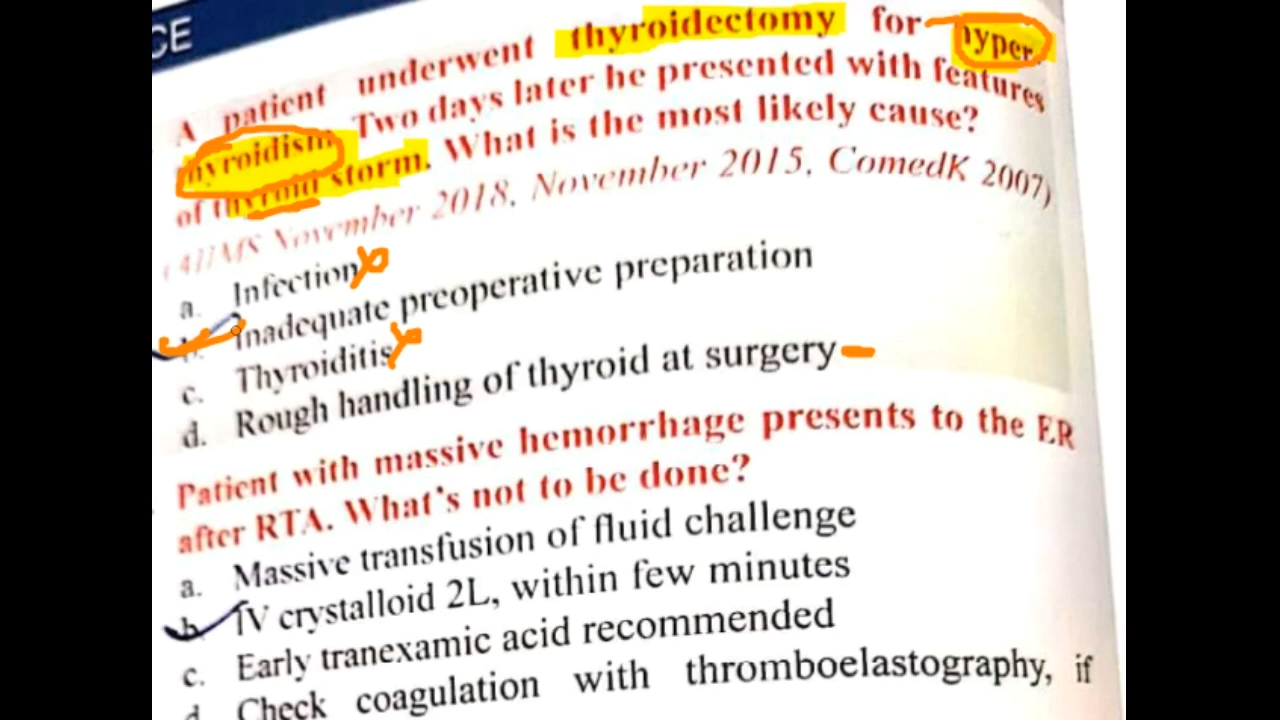 CE
A patient underwent thyroidectomy for hyper
thyroidism Two days later he presented with features
of thyroid storm. What is the most likely cause?
(AIIMS November 2018, November 2015, ComedK 2007)
a. Infection
b. Inadequate preoperative preparation
c. Thyroiditis
d. Rough handling of thyroid at surgery
Patient with massive hemorrhage presents to the ER
after RTA. What's not to be done?
a. Massive transfusion of fluid challenge
b. IV crystalloid 2L, within few minutes
c. Early tranexamic acid recommended
d. Check coagulation with thromboelastography, if